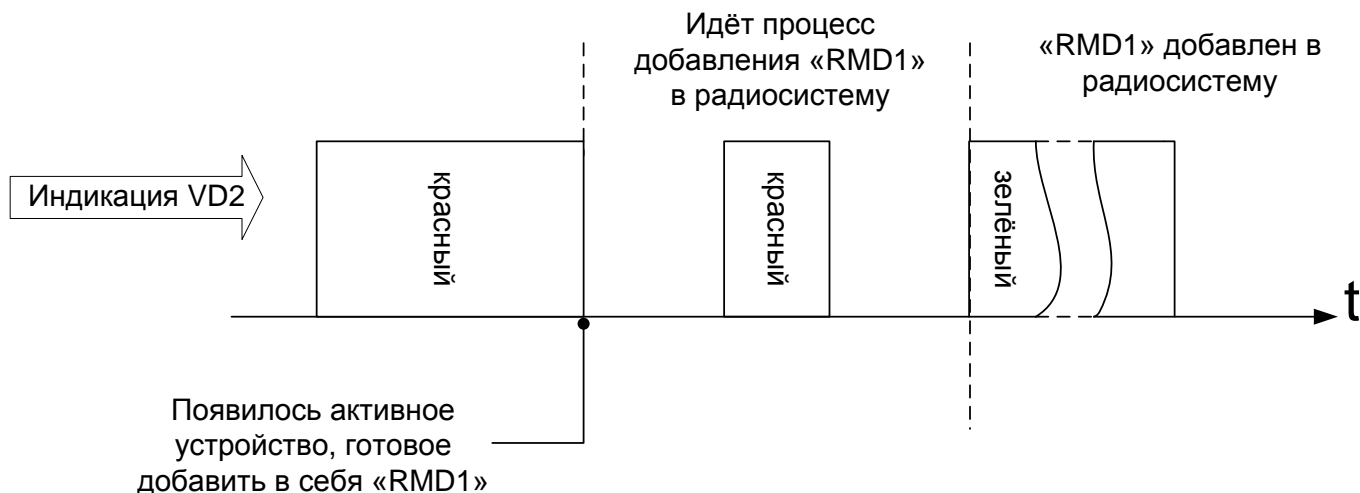 Идёт процесс
добавления «RMD1»
в радиосистему
«RMD1» добавлен в
радиосистему
Индикация VD2
красный
красный
зелёный
t
Появилось активное
устройство, готовое
добавить в себя «RMD1»